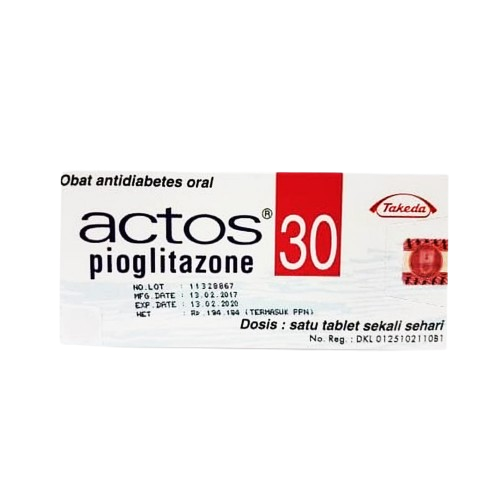 Obat antidiabetes oral
actos®
30
pioglitazone
Takeda
NO.LOT : 11328867
MFG.DATE : 13.02.2017
EXP.DATE : 13.02.2020
HET : Rp.194.194 (TERMASUK PPN)
Dosis : satu tablet sekali sehari
No. Reg. : DKL 0125102110B1